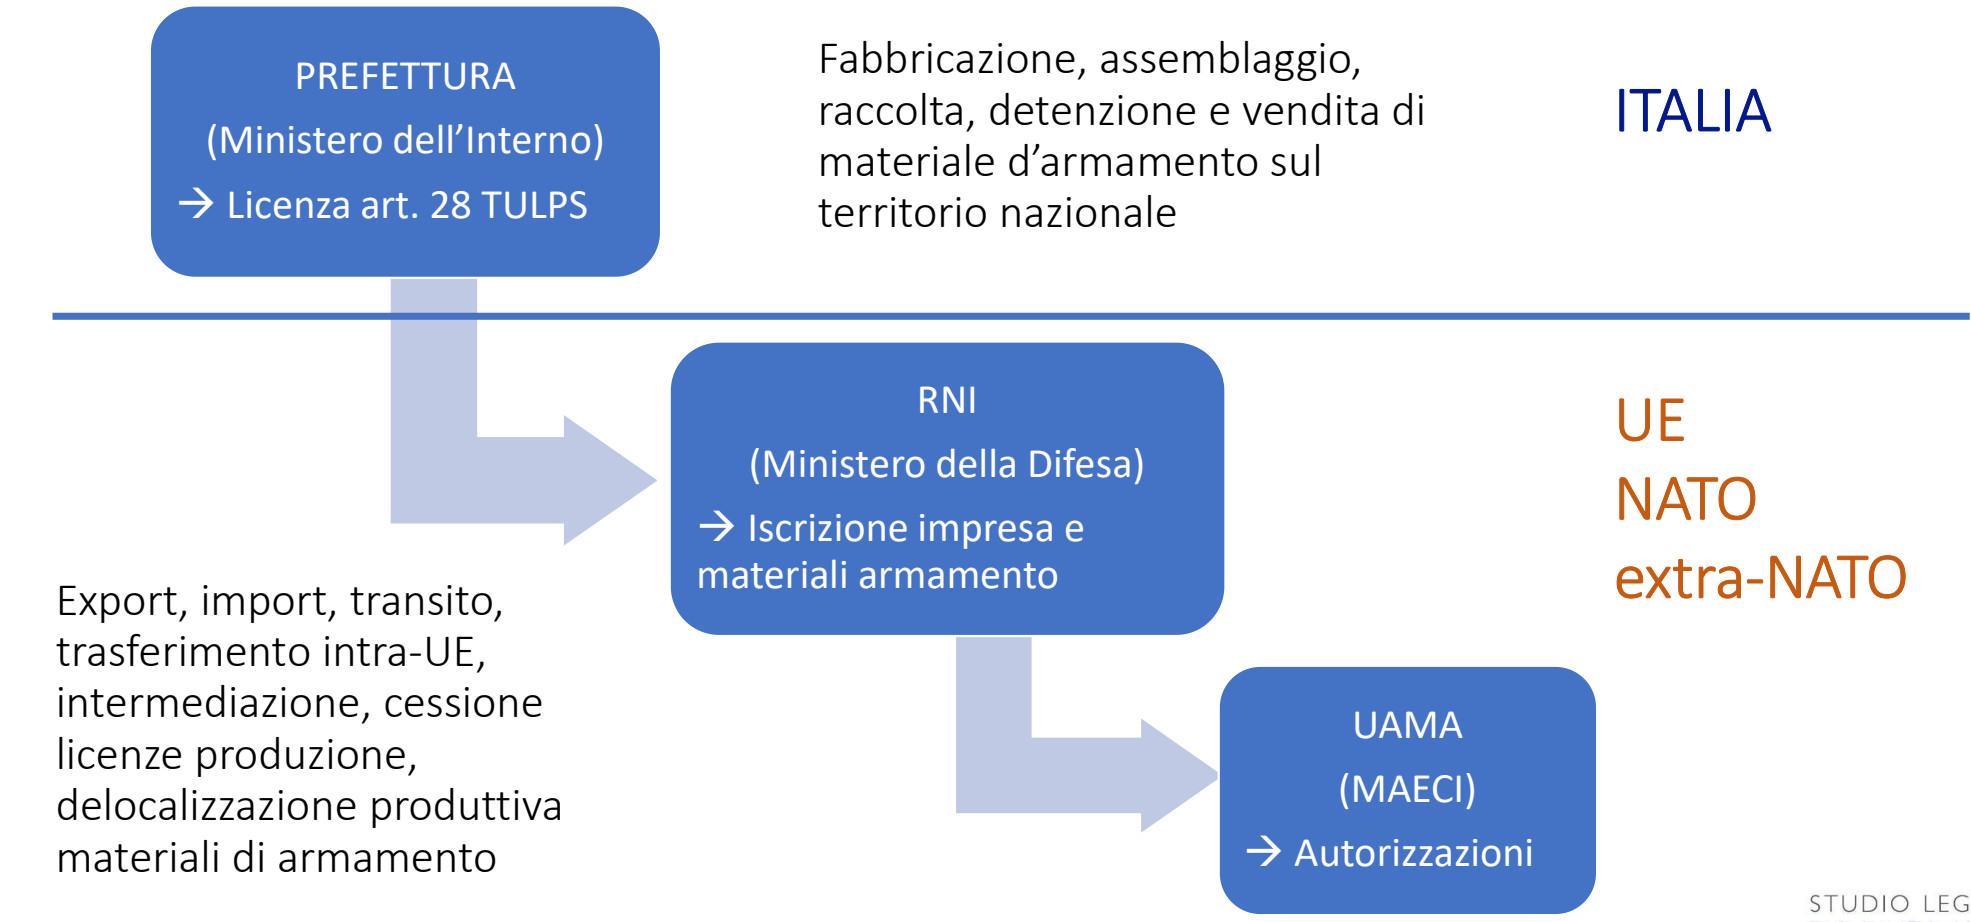 PREFETTURA
(Ministero dell’Interno)
→ Licenza art. 28 TULPS
Fabbricazione, assemblaggio,
raccolta, detenzione e vendita di
materiale d’armamento sul
territorio nazionale
ITALIA
RNI
(Ministero della Difesa)
→ Iscrizione impresa e
materiali armamento
UE
NATO
extra-NATO
Export, import, transito,
trasferimento intra-UE,
intermediazione, cessione
licenze produzione,
delocalizzazione produttiva
materiali di armamento
UAMA
(MAECI)
→ Autorizzazioni
STUDIO LEG